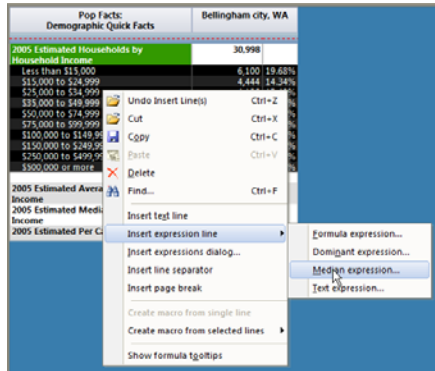 Pop Facts:
Demographic Quick Facts
Bellingham city, WA
2005 Estimated Households by
Household Income
30,998
Less than $15,000 6,100 19.68%
$15,000 to $24,999 4,444 14.34%
$25,000 to $34,999
$35,000 to $49,999
$50,000 to $74,999
$75,000 to $99,999
$100,000 to $149,99
$150,000 to $249,9
$250,000 to $499,99
$500,000 or more
2005 Estimated Avera
Income
2005 Estimated Medi
Income
2005 Estimated Per Ca
Undo Insert Line(s) Ctrl+Z
Cut Ctrl+X
Copy Ctrl+C
Paste Ctrl+V
Delete
Find... Ctrl+F
Insert text line
Insert expression line
Insert expressions dialog...
Insert line separator
Insert page break
Create macro from single line
Create macro from selected lines
Show formula tooltips
Formula expression...
Dominant expression...
Median expression...
Text expression...